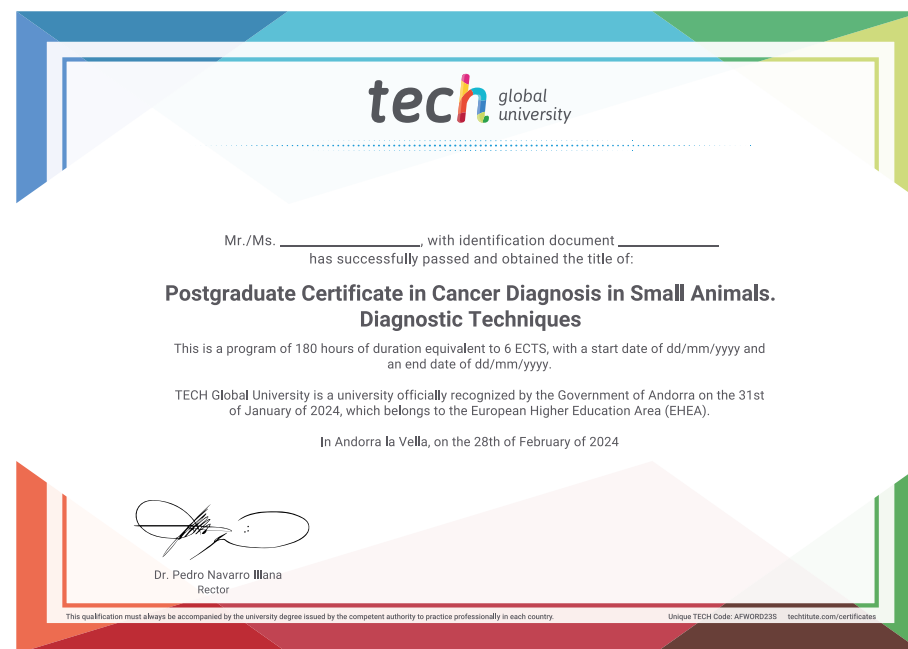 tech global university
Mr./Ms. ____________, with identification document ____________
has successfully passed and obtained the title of:
Postgraduate Certificate in Cancer Diagnosis in Small Animals.
Diagnostic Techniques
This is a program of 180 hours of duration equivalent to 6 ECTS, with a start date of dd/mm/yyyy and
an end date of dd/mm/yyyy.
TECH Global University is a university officially recognized by the Government of Andorra on the 31st
of January of 2024, which belongs to the European Higher Education Area (EHEA).
In Andorra la Vella, on the 28th of February of 2024
Dr. Pedro Navarro Illana
Rector
This qualification must always be accompanied by the university degree issued by the competent authority to practice professionally in each country.
Unique TECH Code: AFWORD23S techtitute.com/certificates